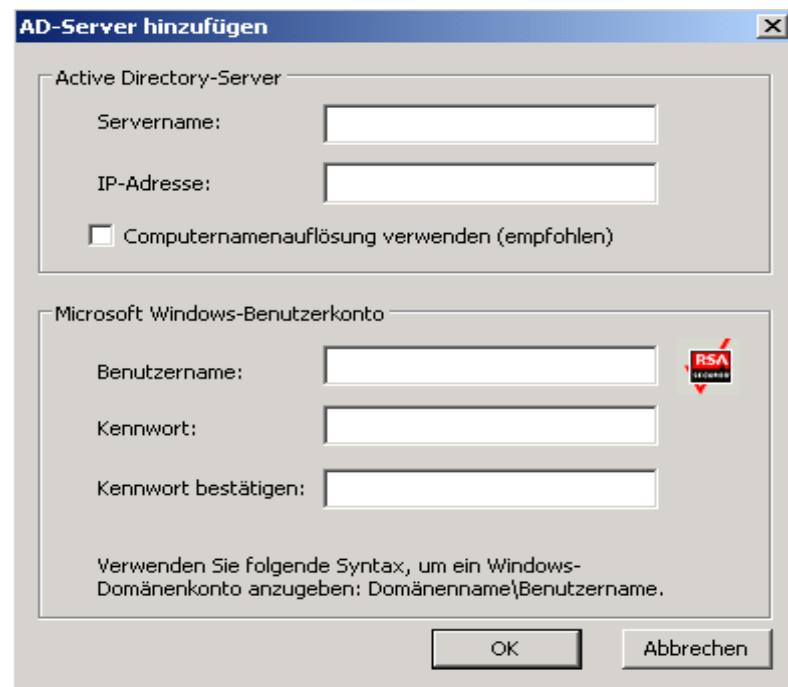 AD-Server hinzufügen
Active Directory-Server
Servername:
IP-Adresse:
Computernamenauflösung verwenden (empfohlen)
Microsoft Windows-Benutzerkonto
Benutzername:
RSA
SECURED
Kennwort:
Kennwort bestätigen:
Verwenden Sie folgende Syntax, um ein Windows-
Domänenkonto anzugeben: Domänenname\Benutzername.
OK
Abbrechen